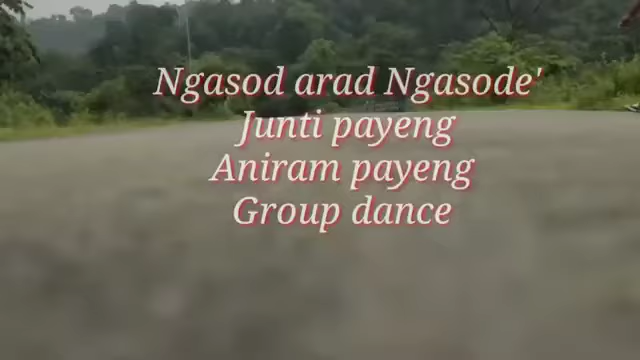 Ngasod arad Ngasode'
Junti payeng
Aniram payeng
Group dance